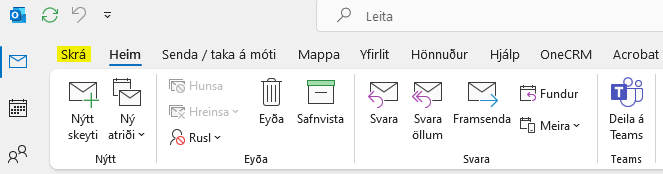 Leita
Skrá Heim Senda / taka á móti Mappa Yfirlit Hönnuður Hjálp OneCRM Acrobat
Nýtt skeyti
Ný atriði
Hunsa
Hreinsa
Rusl
Eyða
Safnvista
Svara
Svara öllum
Framsenda
Fundur
Meira
Deila á Teams
Nýtt Eyða Svara Teams